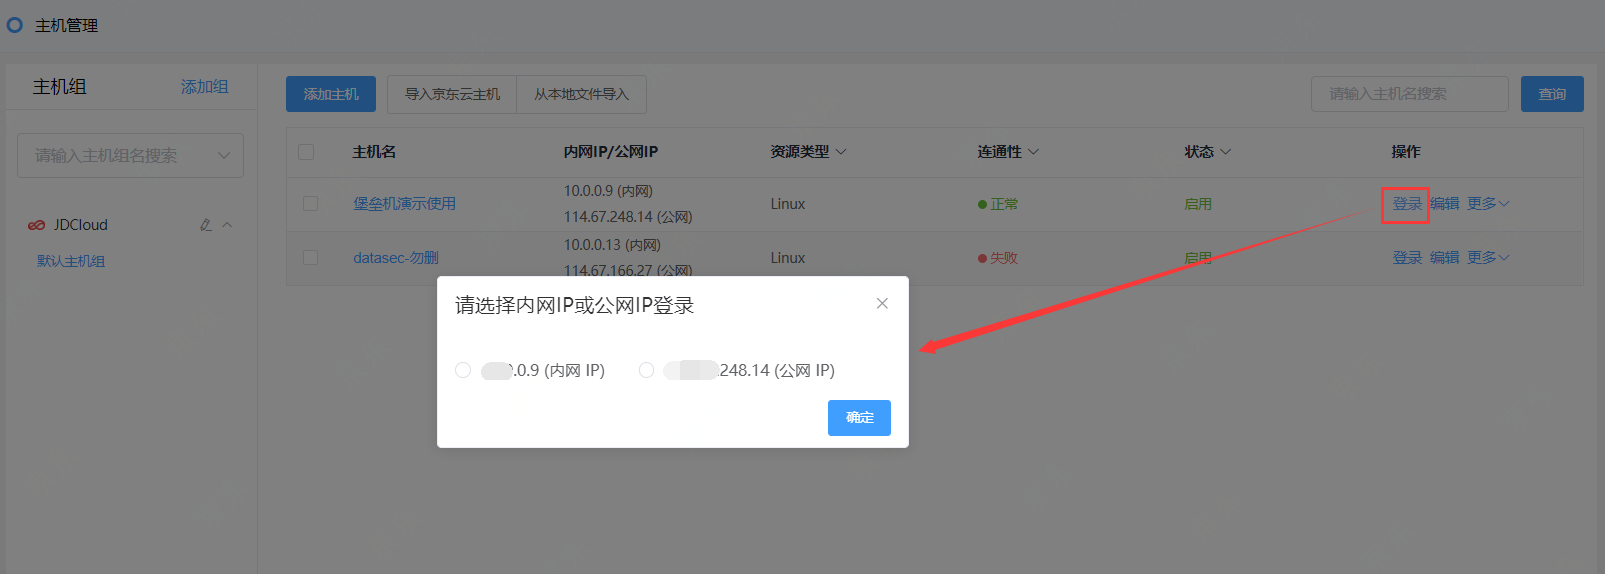 主机管理
主机组 添加组
请输入主机组名搜索
JDCloud
默认主机组
添加主机 导入京东云主机 从本地文件导入 请输入主机名搜索 查询
主机名 内网IP/公网IP 资源类型 连通性 状态 操作
堡垒机演示使用 10.0.0.9 (内网) Linux 正常 启用 登录 编辑 更多
114.67.248.14 (公网)
datasec-勿删 10.0.0.13 (内网) Linux 失败 启用 登录 编辑 更多
114.67.166.27 (公网)
请选择内网IP或公网IP登录
.0.9 (内网 IP) .248.14 (公网 IP)
确定